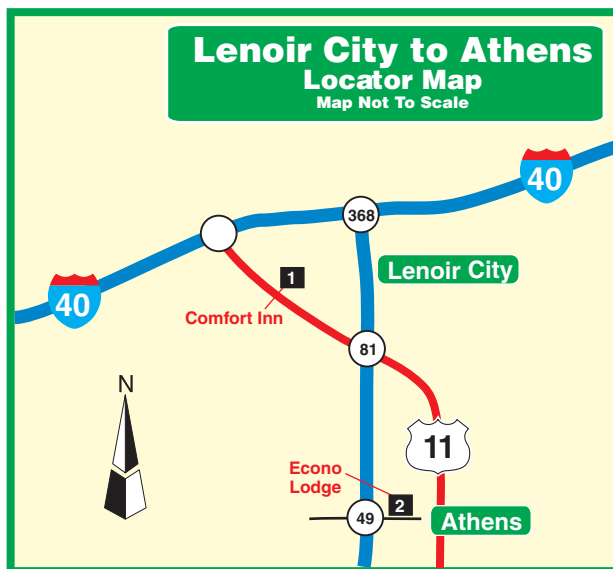 Lenoir City to Athens
Locator Map
Map Not To Scale
40
368
1
Lenoir City
40
Comfort Inn
81
N
11
Econo
Lodge
2
49
Athens